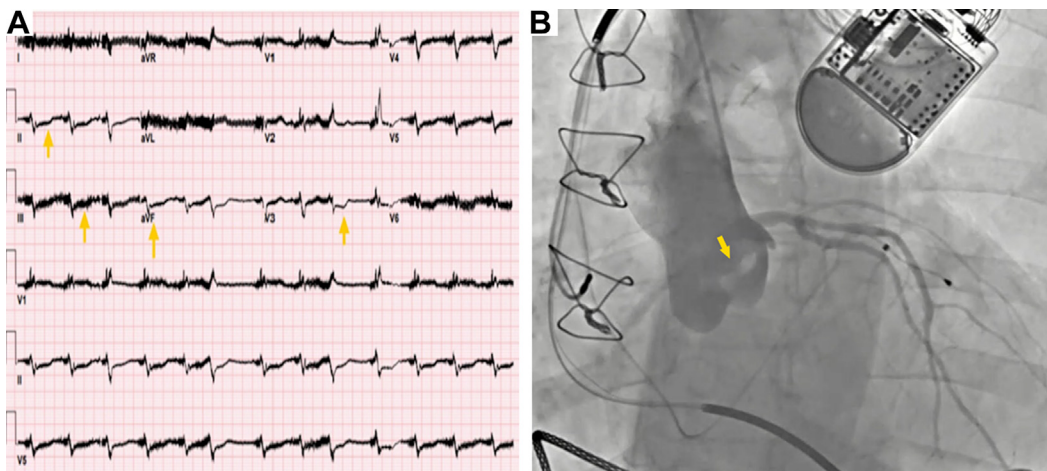 A
I aVR V1 V4
II aVL V2 V5
III aVF V3 V6
V1
II
V5
B